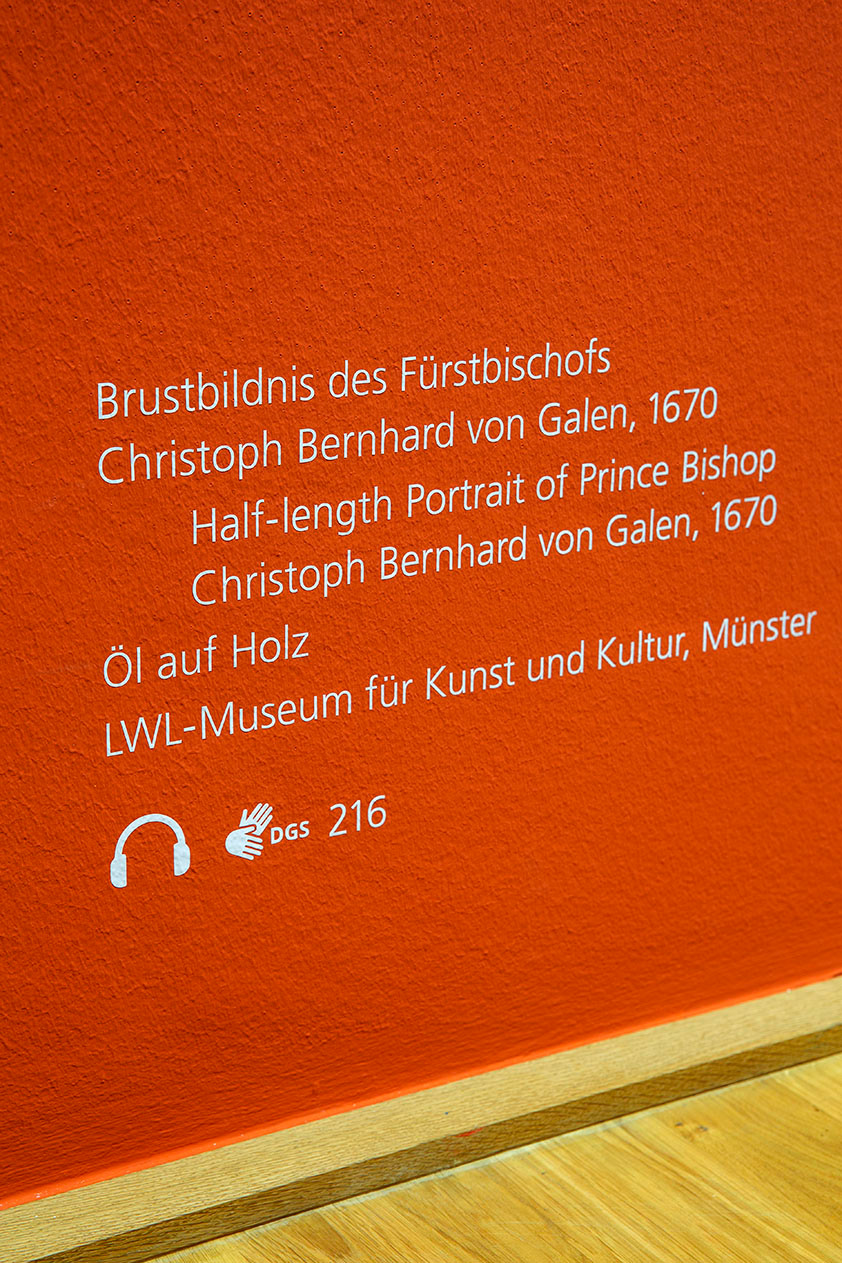 Brustbildnis des Fürstbischofs
Christoph Bernhard von Galen, 1670
Half-length Portrait of Prince Bishop
Christoph Bernhard von Galen, 1670
Öl auf Holz
LWL-Museum für Kunst und Kultur, Münster
DGS 216